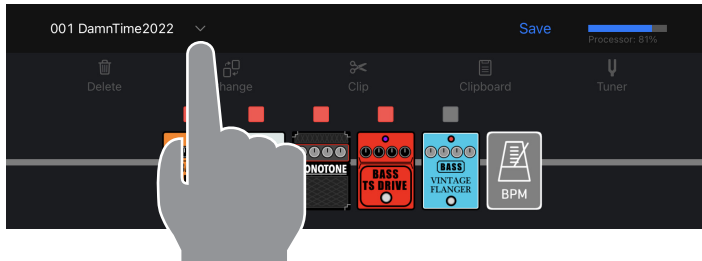 001 DamnTime2022
Save
Processor: 81%
Delete
hange
Clip
Clipboard
Tuner
ONOTONE
BASS
TS DRIVE
BASS
VINTAGE
FLANGER
BPM